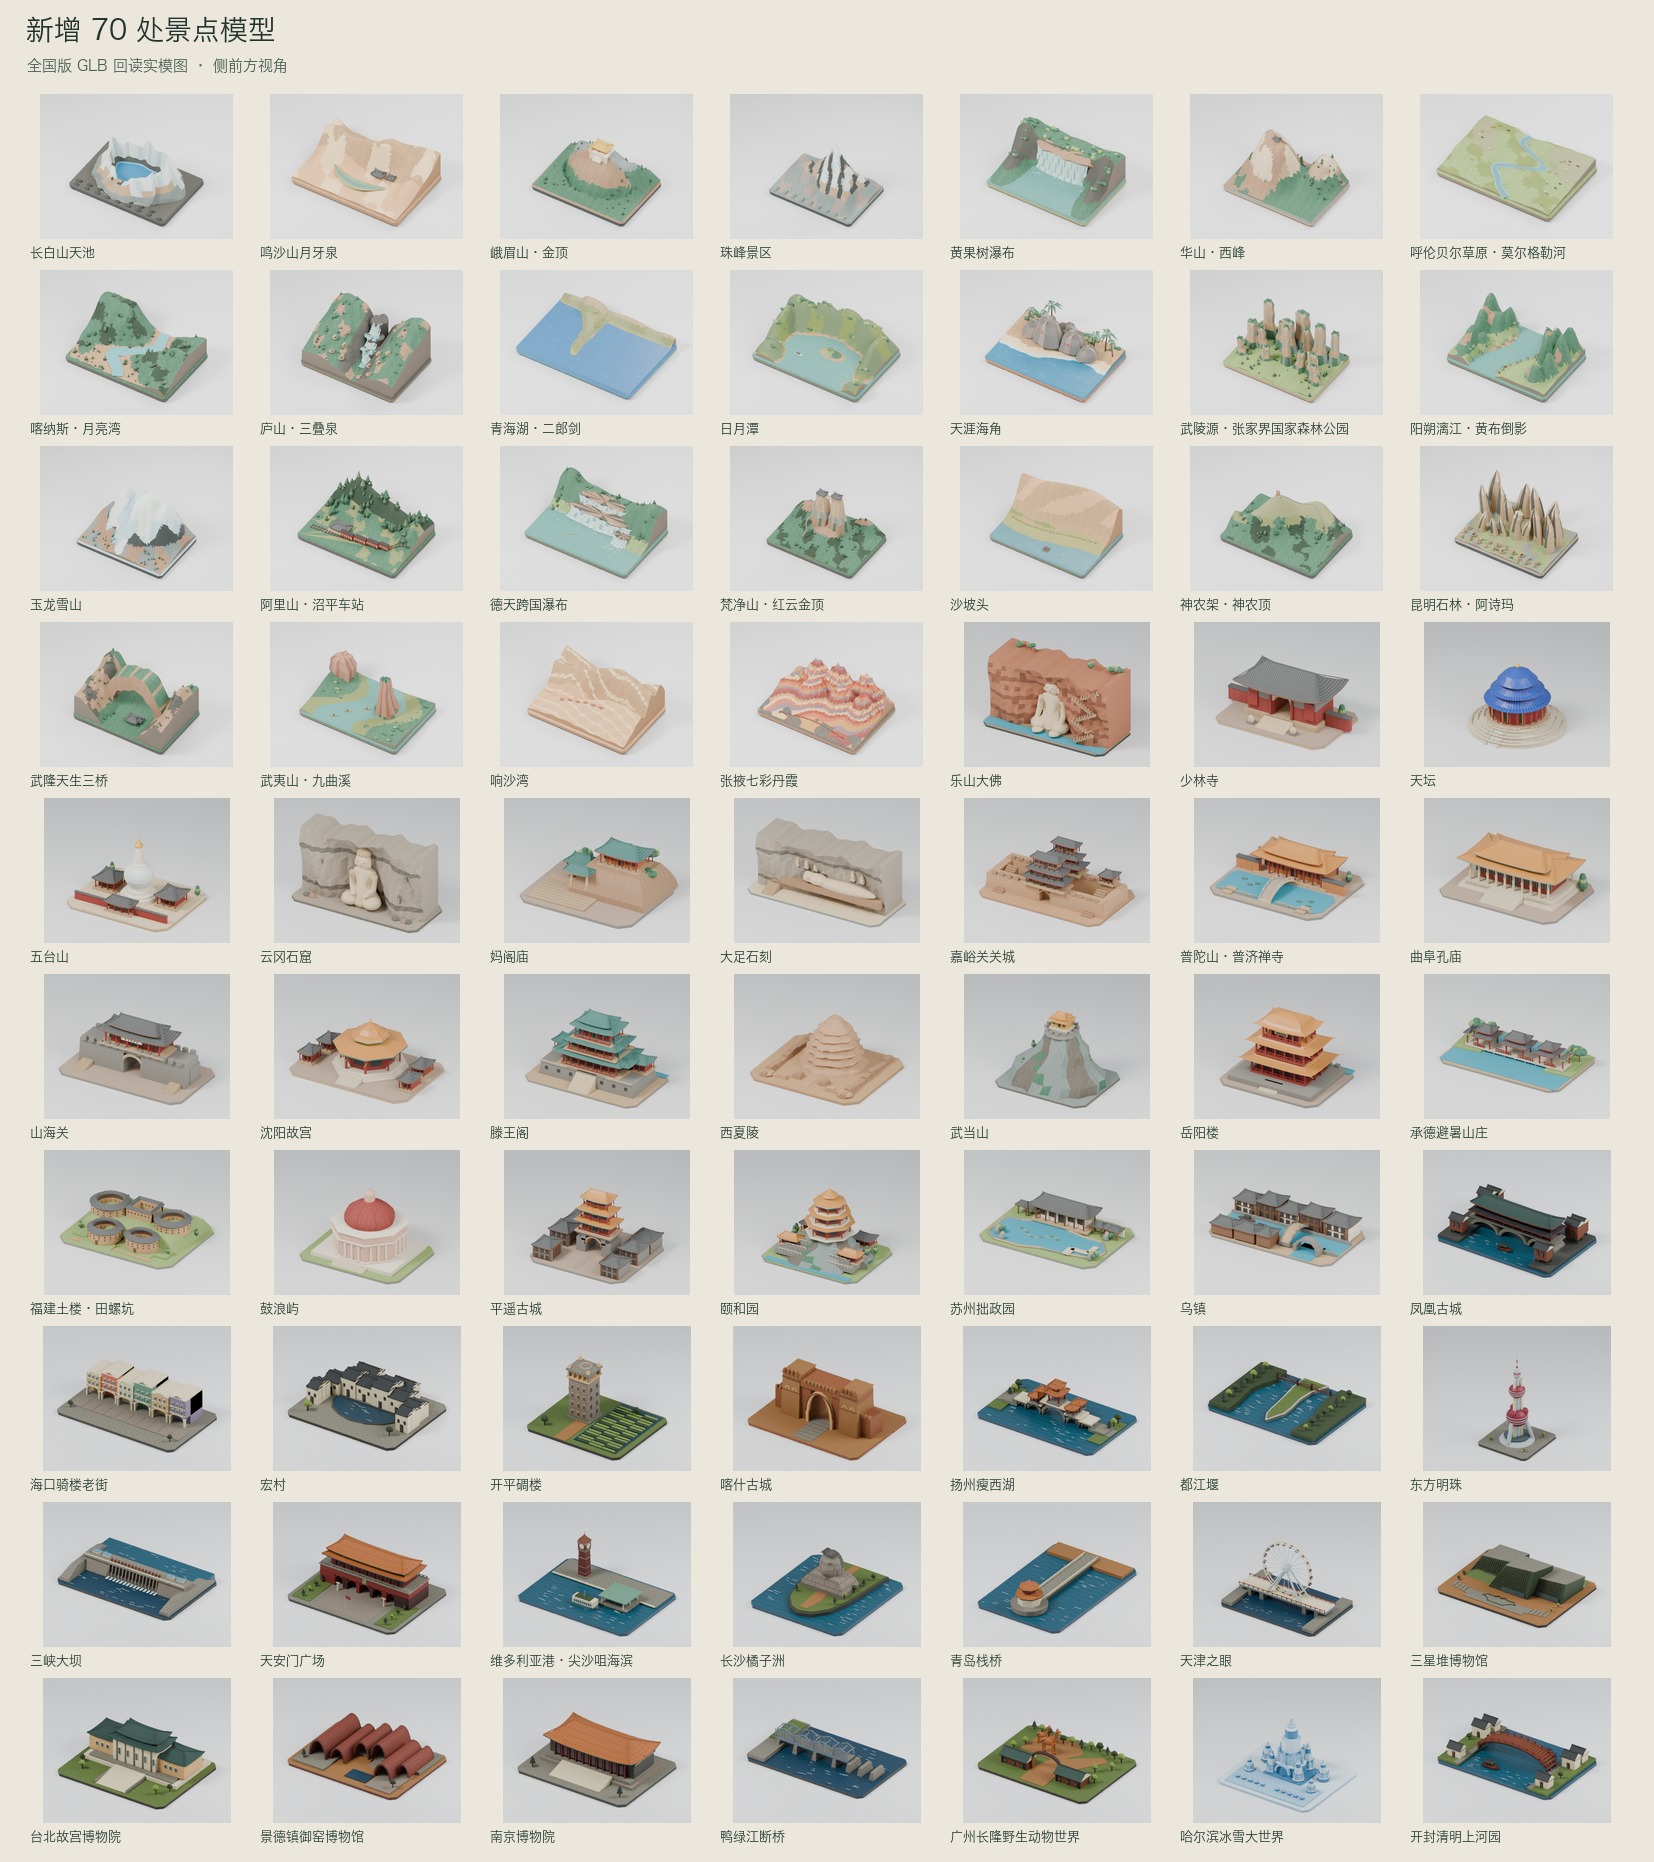 新增 70 处景点模型
全国版 GLB 回读实模图 · 侧前方视角
长白山天池
鸣沙山月牙泉
峨眉山·金顶
珠峰景区
黄果树瀑布
华山·西峰
呼伦贝尔草原·莫尔格勒河
喀纳斯·月亮湾
庐山·三叠泉
青海湖·二郎剑
日月潭
天涯海角
武陵源·张家界国家森林公园
阳朔漓江·黄布倒影
玉龙雪山
阿里山·沼平车站
德天跨国瀑布
梵净山·红云金顶
沙坡头
神农架·神农顶
昆明石林·阿诗玛
武隆天生三桥
武夷山·九曲溪
响沙湾
张掖七彩丹霞
乐山大佛
少林寺
天坛
五台山
云冈石窟
妈阁庙
大足石刻
嘉峪关关城
普陀山·普济禅寺
曲阜孔庙
山海关
沈阳故宫
滕王阁
西夏陵
武当山
岳阳楼
承德避暑山庄
福建土楼·田螺坑
鼓浪屿
平遥古城
颐和园
苏州拙政园
乌镇
凤凰古城
海口骑楼老街
宏村
开平碉楼
喀什古城
扬州瘦西湖
都江堰
东方明珠
三峡大坝
天安门广场
维多利亚港·尖沙咀海滨
长沙橘子洲
青岛栈桥
天津之眼
三星堆博物馆
台北故宫博物院
景德镇御窑博物馆
南京博物院
鸭绿江断桥
广州长隆野生动物世界
哈尔滨冰雪大世界
开封清明上河园